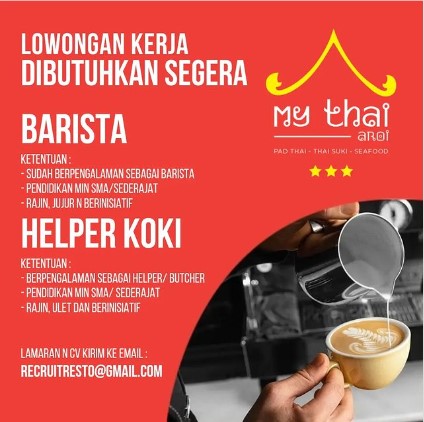 LOWONGAN KERJA
DIBUTUHKAN SEGERA
My thai
AROI
PAD THAI - THAI SUKI - SEAFOOD
BARISTA
KETENTUAN :
- SUDAH BERPENGALAMAN SEBAGAI BARISTA
- PENDIDIKAN MIN SMA/SEDERAJAT
- RAJIN, JUJUR N BERINISIATIF
HELPER KOKI
KETENTUAN :
- BERPENGALAMAN SEBAGAI HELPER/ BUTCHER
- PENDIDIKAN MIN SMA/ SEDERAJAT
- RAJIN, ULET DAN BERINISIATIF
LAMARAN N CV KIRIM KE EMAIL :
RECRUITRESTO@GMAIL.COM